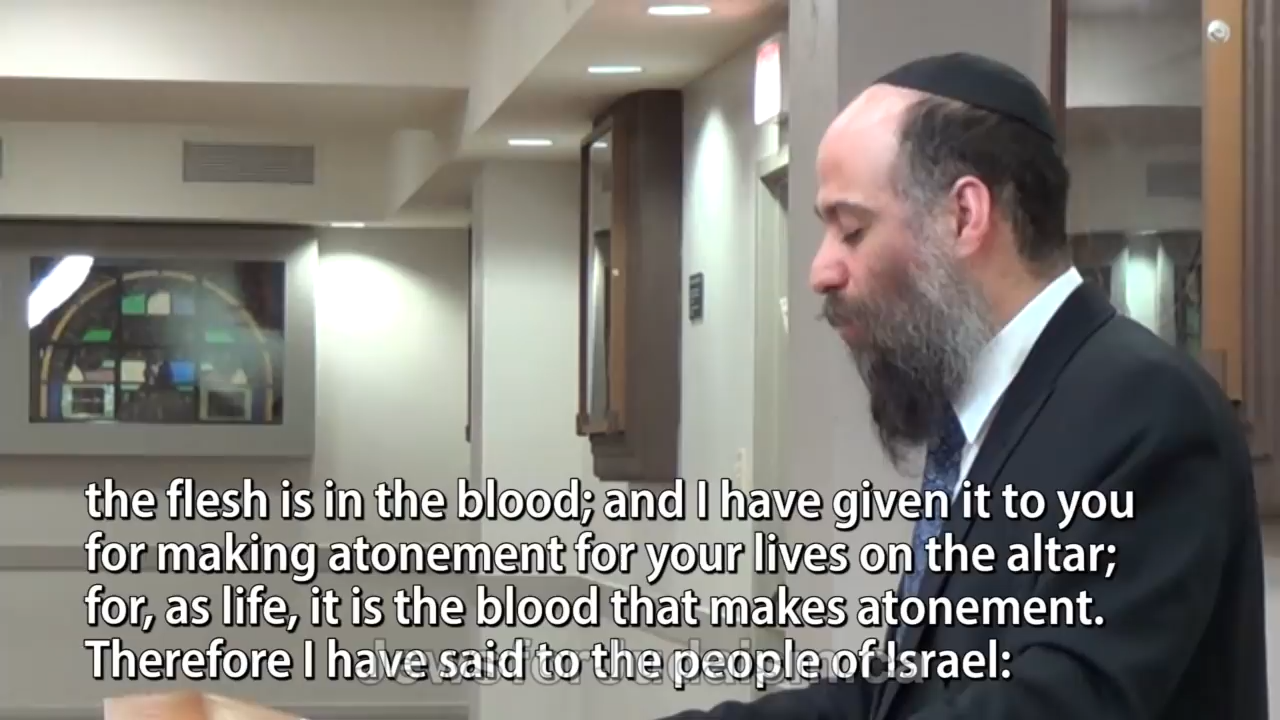 the flesh is in the blood; and I have given it to you
for making atonement for your lives on the altar;
for, as life, it is the blood that makes atonement.
Therefore I have said to the people of Israel: